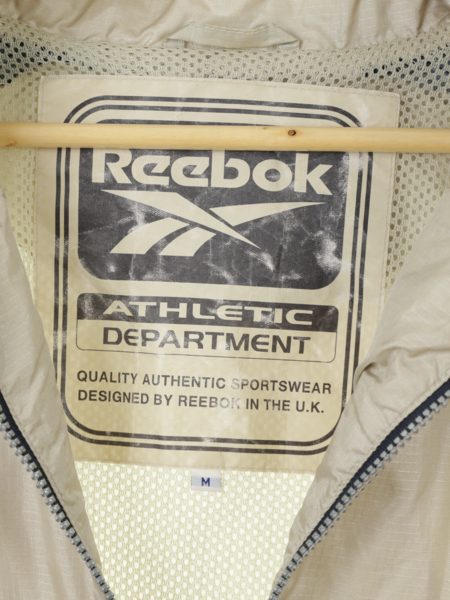 Reebok
ATHLETIC
DEPARTMENT
QUALITY AUTHENTIC SPORTSWEAR
DESIGNED BY REEBOK IN THE U.K.
M